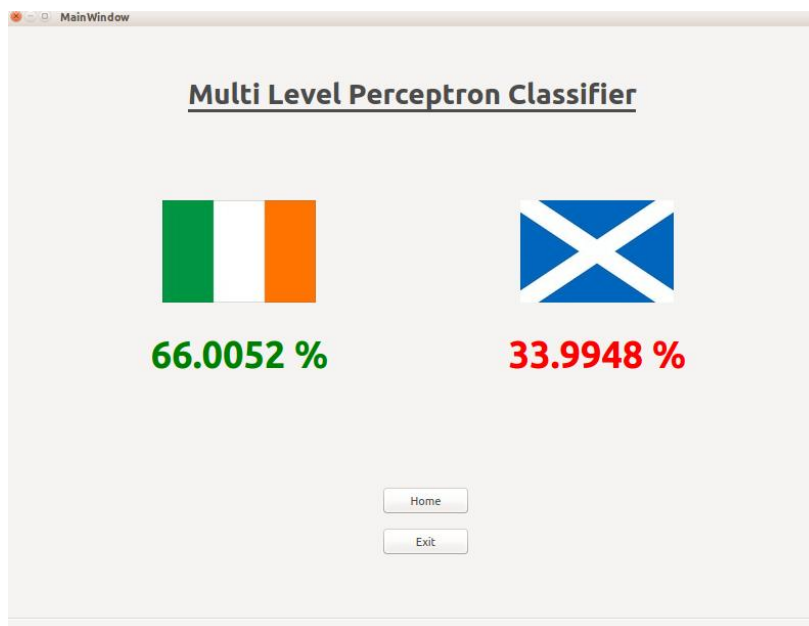 MainWindow
Multi Level Perceptron Classifier
66.0052 %
33.9948 %
Home
Exit